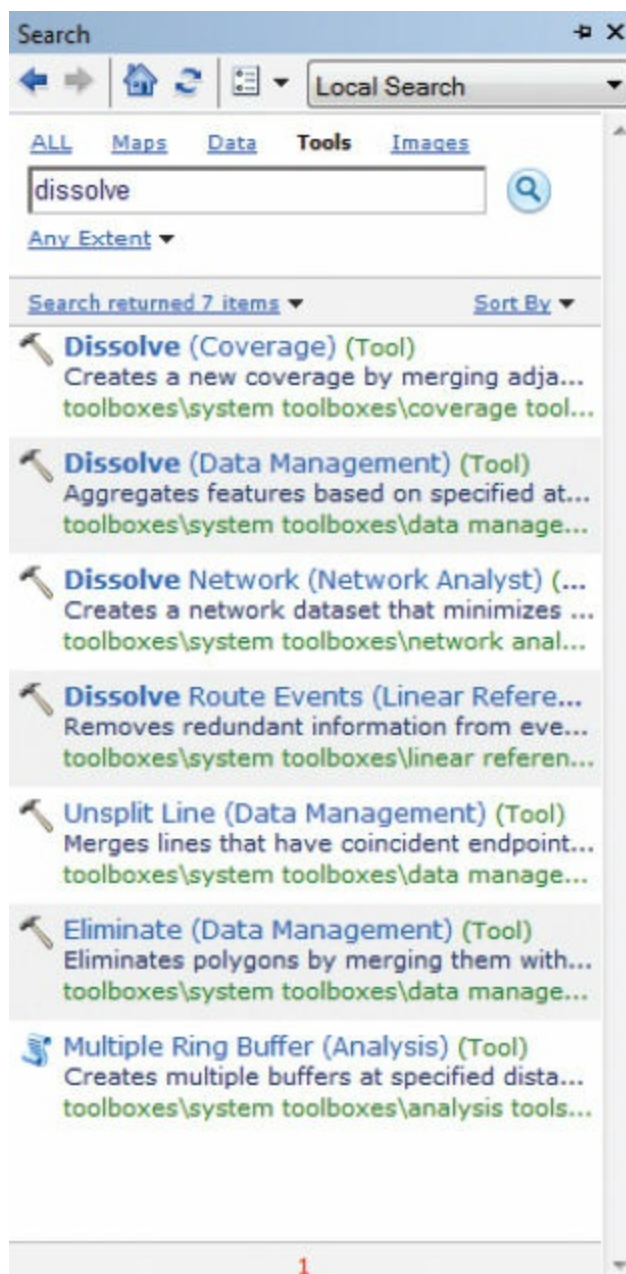 Search
Local Search
ALL Maps Data Tools Images
dissolve
Any Extent
Search returned 7 items Sort By
Dissolve (Coverage) (Tool)
Creates a new coverage by merging adja...
toolboxes\system toolboxes\coverage tool...
Dissolve (Data Management) (Tool)
Aggregates features based on specified at...
toolboxes\system toolboxes\data manage...
Dissolve Network (Network Analyst) (...
Creates a network dataset that minimizes ...
toolboxes\system toolboxes\network anal...
Dissolve Route Events (Linear Refere...
Removes redundant information from eve...
toolboxes\system toolboxes\linear referen...
Unsplit Line (Data Management) (Tool)
Merges lines that have coincident endpoint...
toolboxes\system toolboxes\data manage...
Eliminate (Data Management) (Tool)
Eliminates polygons by merging them with...
toolboxes\system toolboxes\data manage...
Multiple Ring Buffer (Analysis) (Tool)
Creates multiple buffers at specified dista...
toolboxes\system toolboxes\analysis tools...
1